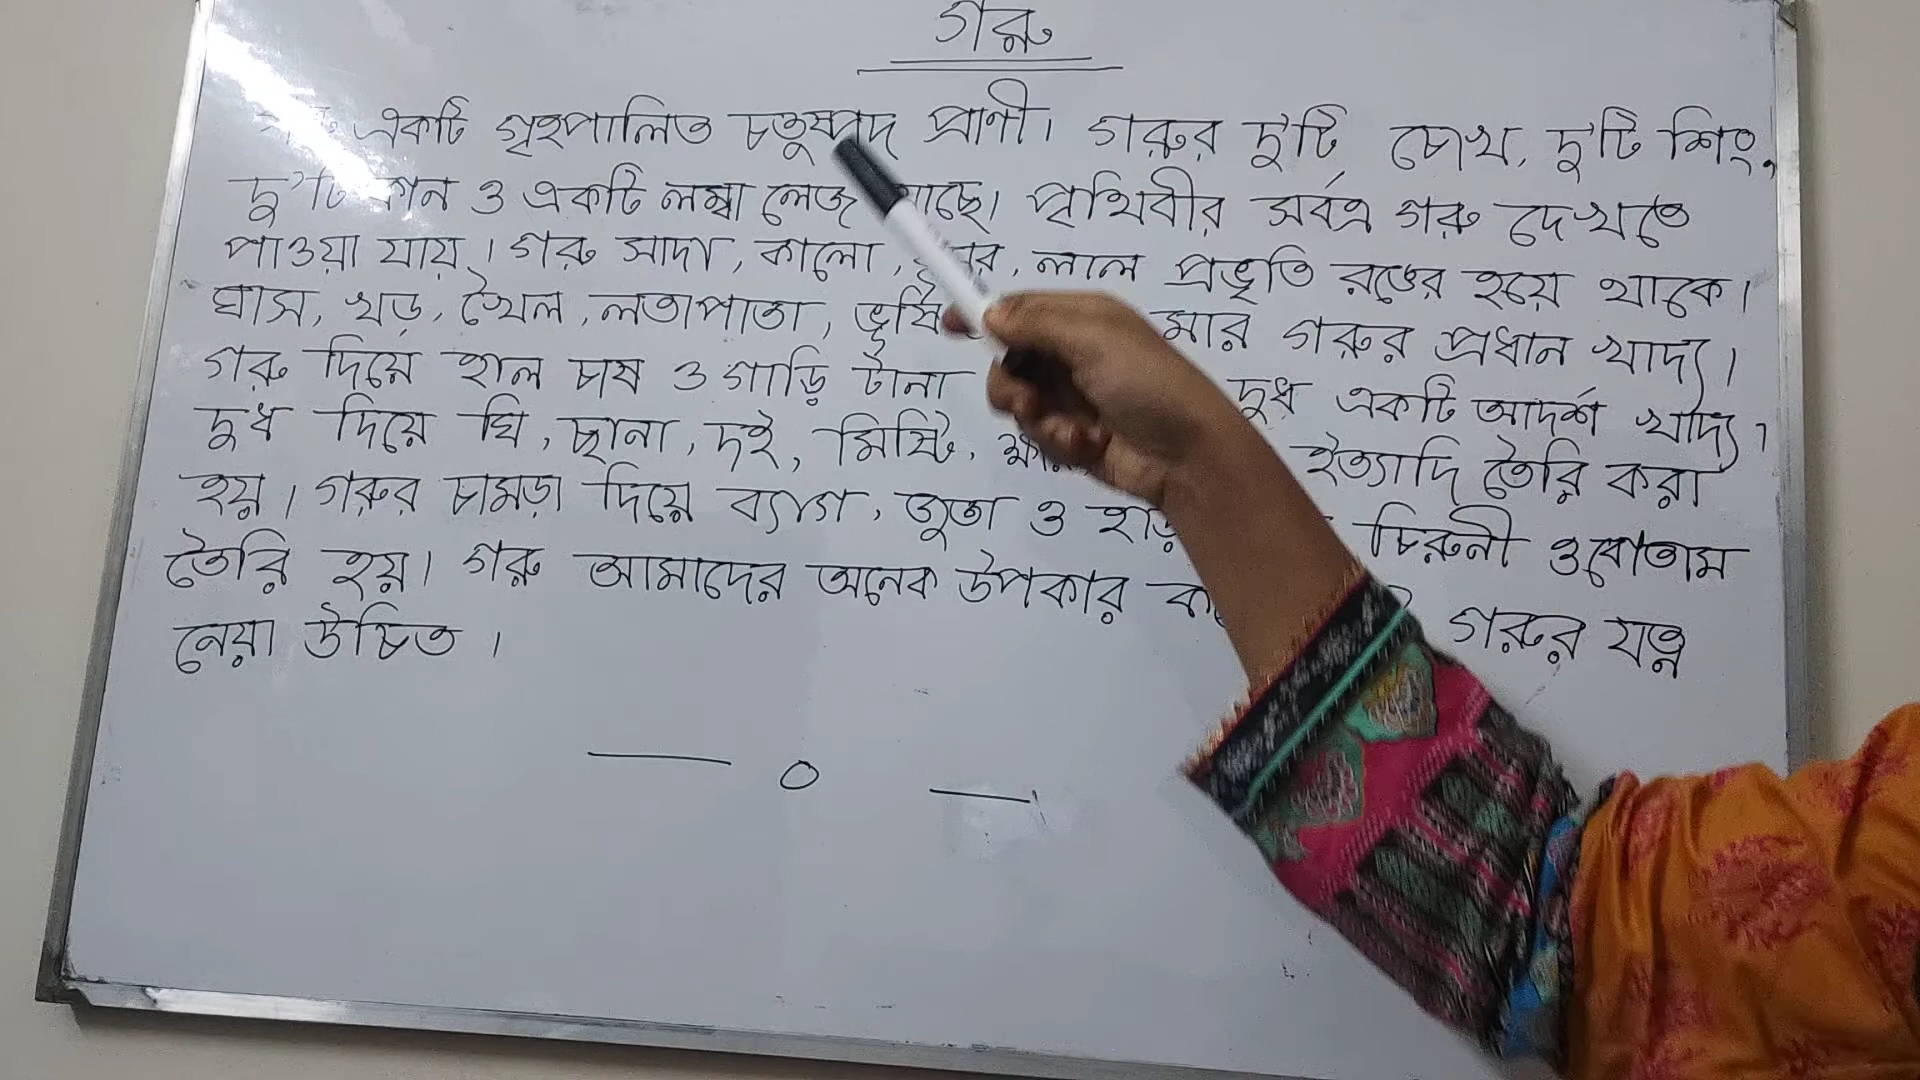 গরু
একটি গৃহপালিত চতুষ্পদ প্রাণী। গরুর দু'টি চোখ, দু'টি শিং,
দু'টি কান ও একটি লম্বা লেজ আছে। পৃথিবীর সর্বত্র গরু দেখতে
পাওয়া যায়। গরু সাদা, কালো, লাল প্রভৃতি রঙের হয়ে থাকে।
ঘাস, খড়, খৈল, লতাপাতা, ভূষি গরুর প্রধান খাদ্য।
গরু দিয়ে হাল চাষ ও গাড়ি টানা দুধ একটি আদর্শ খাদ্য।
দুধ দিয়ে ঘি, ছানা, দই, মিষ্টি, ইত্যাদি তৈরি করা
হয়। গরুর চামড়া দিয়ে ব্যাগ, জুতা ও চিরুনী ও বোতাম
তৈরি হয়। গরু আমাদের অনেক উপকার গরুর যত্ন
নেয়া উচিত।